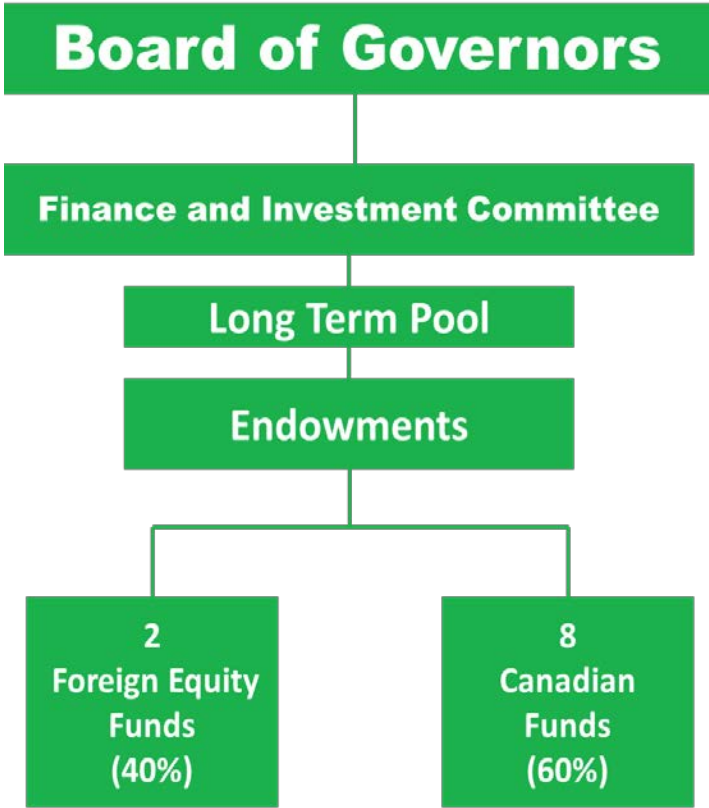 Board of Governors
Finance and Investment Committee
Long Term Pool
Endowments
2
Foreign Equity
Funds
(40%)
8
Canadian
Funds
(60%)